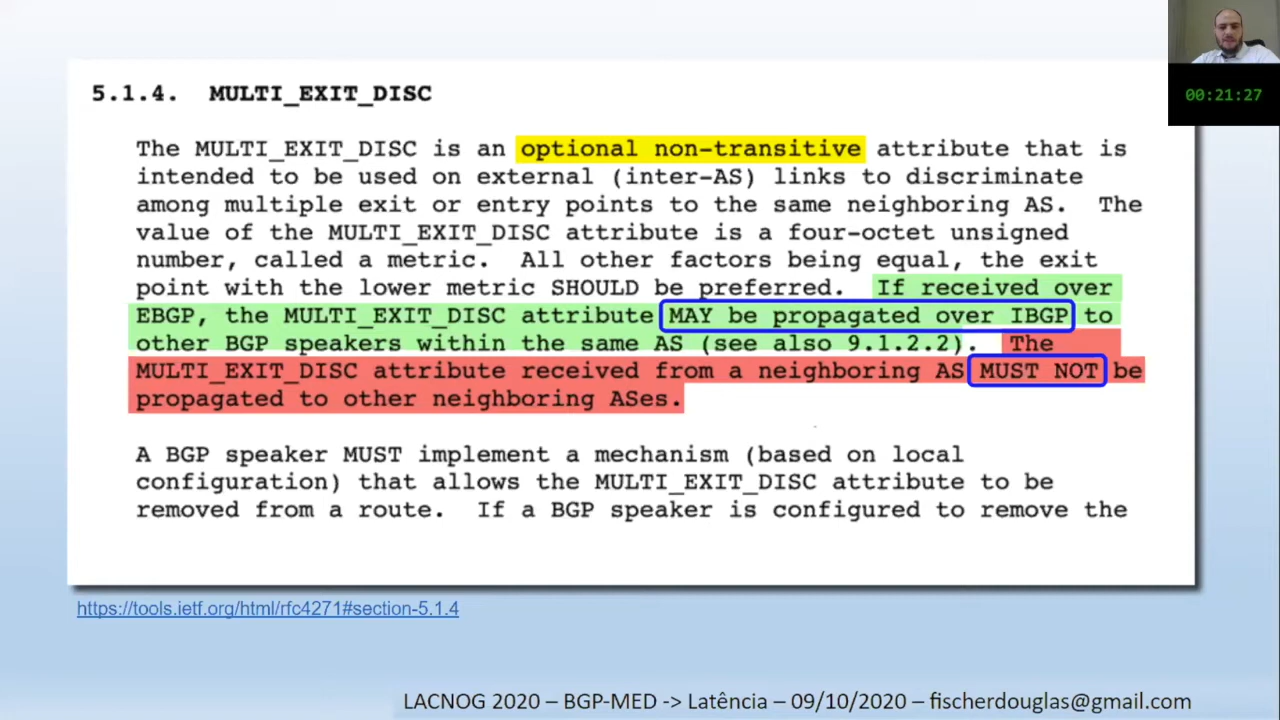 00:21:27
5.1.4. MULTI_EXIT_DISC
The MULTI_EXIT_DISC is an optional non-transitive attribute that is
intended to be used on external (inter-AS) links to discriminate
among multiple exit or entry points to the same neighboring AS. The
value of the MULTI_EXIT_DISC attribute is a four-octet unsigned
number, called a metric. All other factors being equal, the exit
point with the lower metric SHOULD be preferred. If received over
EBGP, the MULTI_EXIT_DISC attribute MAY be propagated over IBGP to
other BGP speakers within the same AS (see also 9.1.2.2). The
MULTI_EXIT_DISC attribute received from a neighboring AS MUST NOT be
propagated to other neighboring ASes.
A BGP speaker MUST implement a mechanism (based on local
configuration) that allows the MULTI_EXIT_DISC attribute to be
removed from a route. If a BGP speaker is configured to remove the
https://tools.ietf.org/html/rfc4271#section-5.1.4
LACNOG 2020 – BGP-MED -> Latência – 09/10/2020 – fischerdouglas@gmail.com